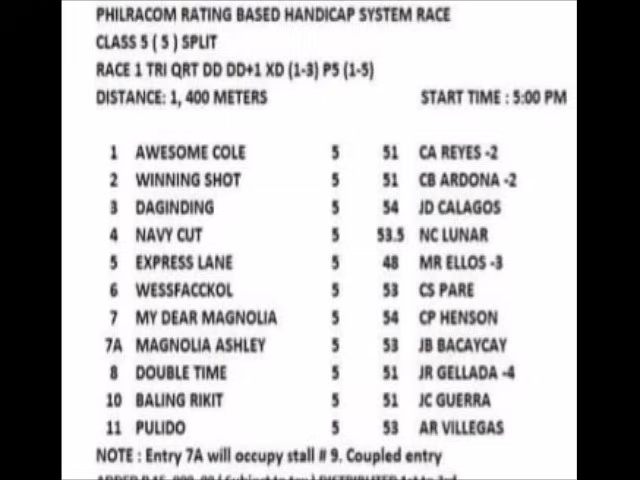 PHILRACOM RATING BASED HANDICAP SYSTEM RACE
CLASS 5 ( 5 ) SPLIT
RACE 1 TRI QRT DD DD+1 XD (1-3) P5 (1-5)
DISTANCE: 1, 400 METERS START TIME : 5:00 PM
1 AWESOME COLE 5 51 CA REYES -2
2 WINNING SHOT 5 51 CB ARDONA -2
3 DAGINDING 5 54 JD CALAGOS
4 NAVY CUT 5 53.5 NC LUNAR
5 EXPRESS LANE 5 48 MR ELLOS -3
6 WESSFACCKOL 5 53 CS PARE
7 MY DEAR MAGNOLIA 5 54 CP HENSON
7A MAGNOLIA ASHLEY 5 53 JB BACAYCAY
8 DOUBLE TIME 5 51 JR GELLADA -4
10 BALING RIKIT 5 51 JC GUERRA
11 PULIDO 5 53 AR VILLEGAS
NOTE : Entry 7A will occupy stall # 9. Coupled entry